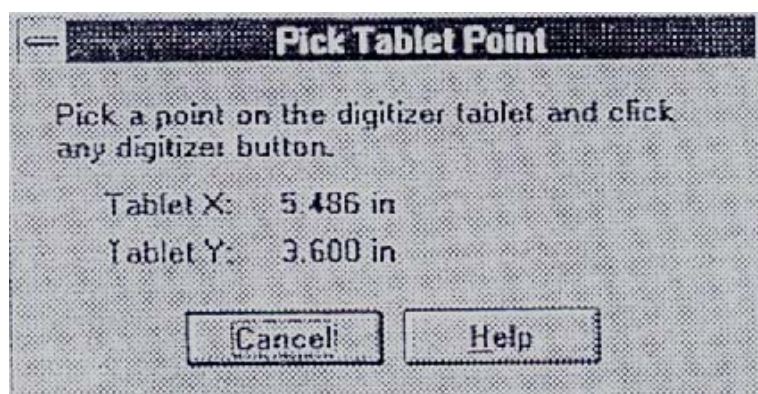 Pick Tablet Point
Pick a point on the digitizer tablet and click
any digitizer button.
Tablet X: 5.486 in
Tablet Y: 3.600 in
Cancel Help